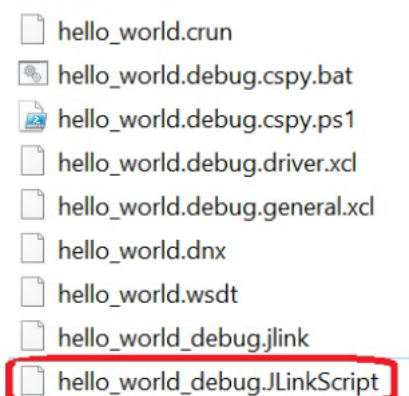 hello_world.crun
hello_world.debug.cspy.bat
hello_world.debug.cspy.ps1
hello_world.debug.driver.xcl
hello_world.debug.general.xcl
hello_world.dnx
hello_world.wsdt
hello_world_debug.jlink
hello_world_debug.JLinkScript